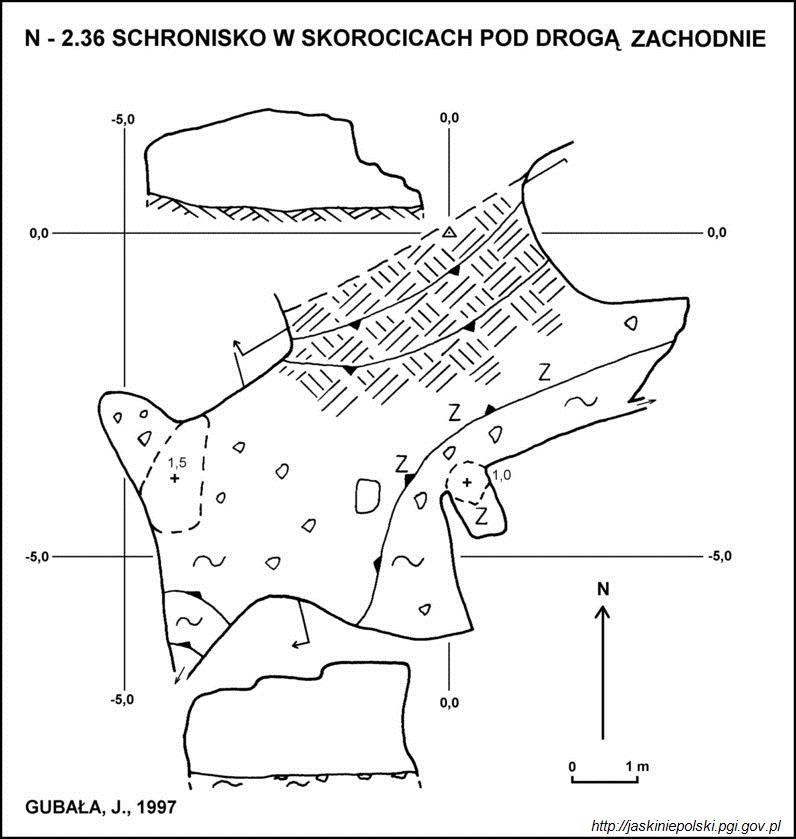 N - 2.36 SCHRONISKO W SKOROCICACH POD DROGĄ ZACHODNIE
-5,0
0,0
0,0
0,0
Z
Z
Z
1,5
1,0
Z
-5,0
-5,0
N
-5,0
0,0
0 1 m
GUBAŁA, J., 1997
http://jaskiniepolski.pgi.gov.pl